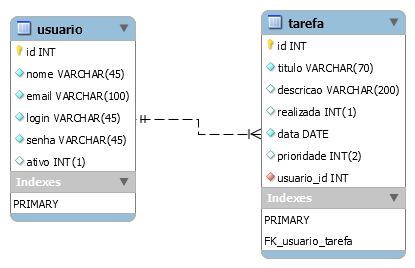 usuario
id INT
nome VARCHAR(45)
email VARCHAR(100)
login VARCHAR(45)
senha VARCHAR(45)
ativo INT(1)
Indexes
PRIMARY
tarefa
id INT
titulo VARCHAR(70)
descricao VARCHAR(200)
realizada INT(1)
data DATE
prioridade INT(2)
usuario_id INT
Indexes
PRIMARY
FK_usuario_tarefa